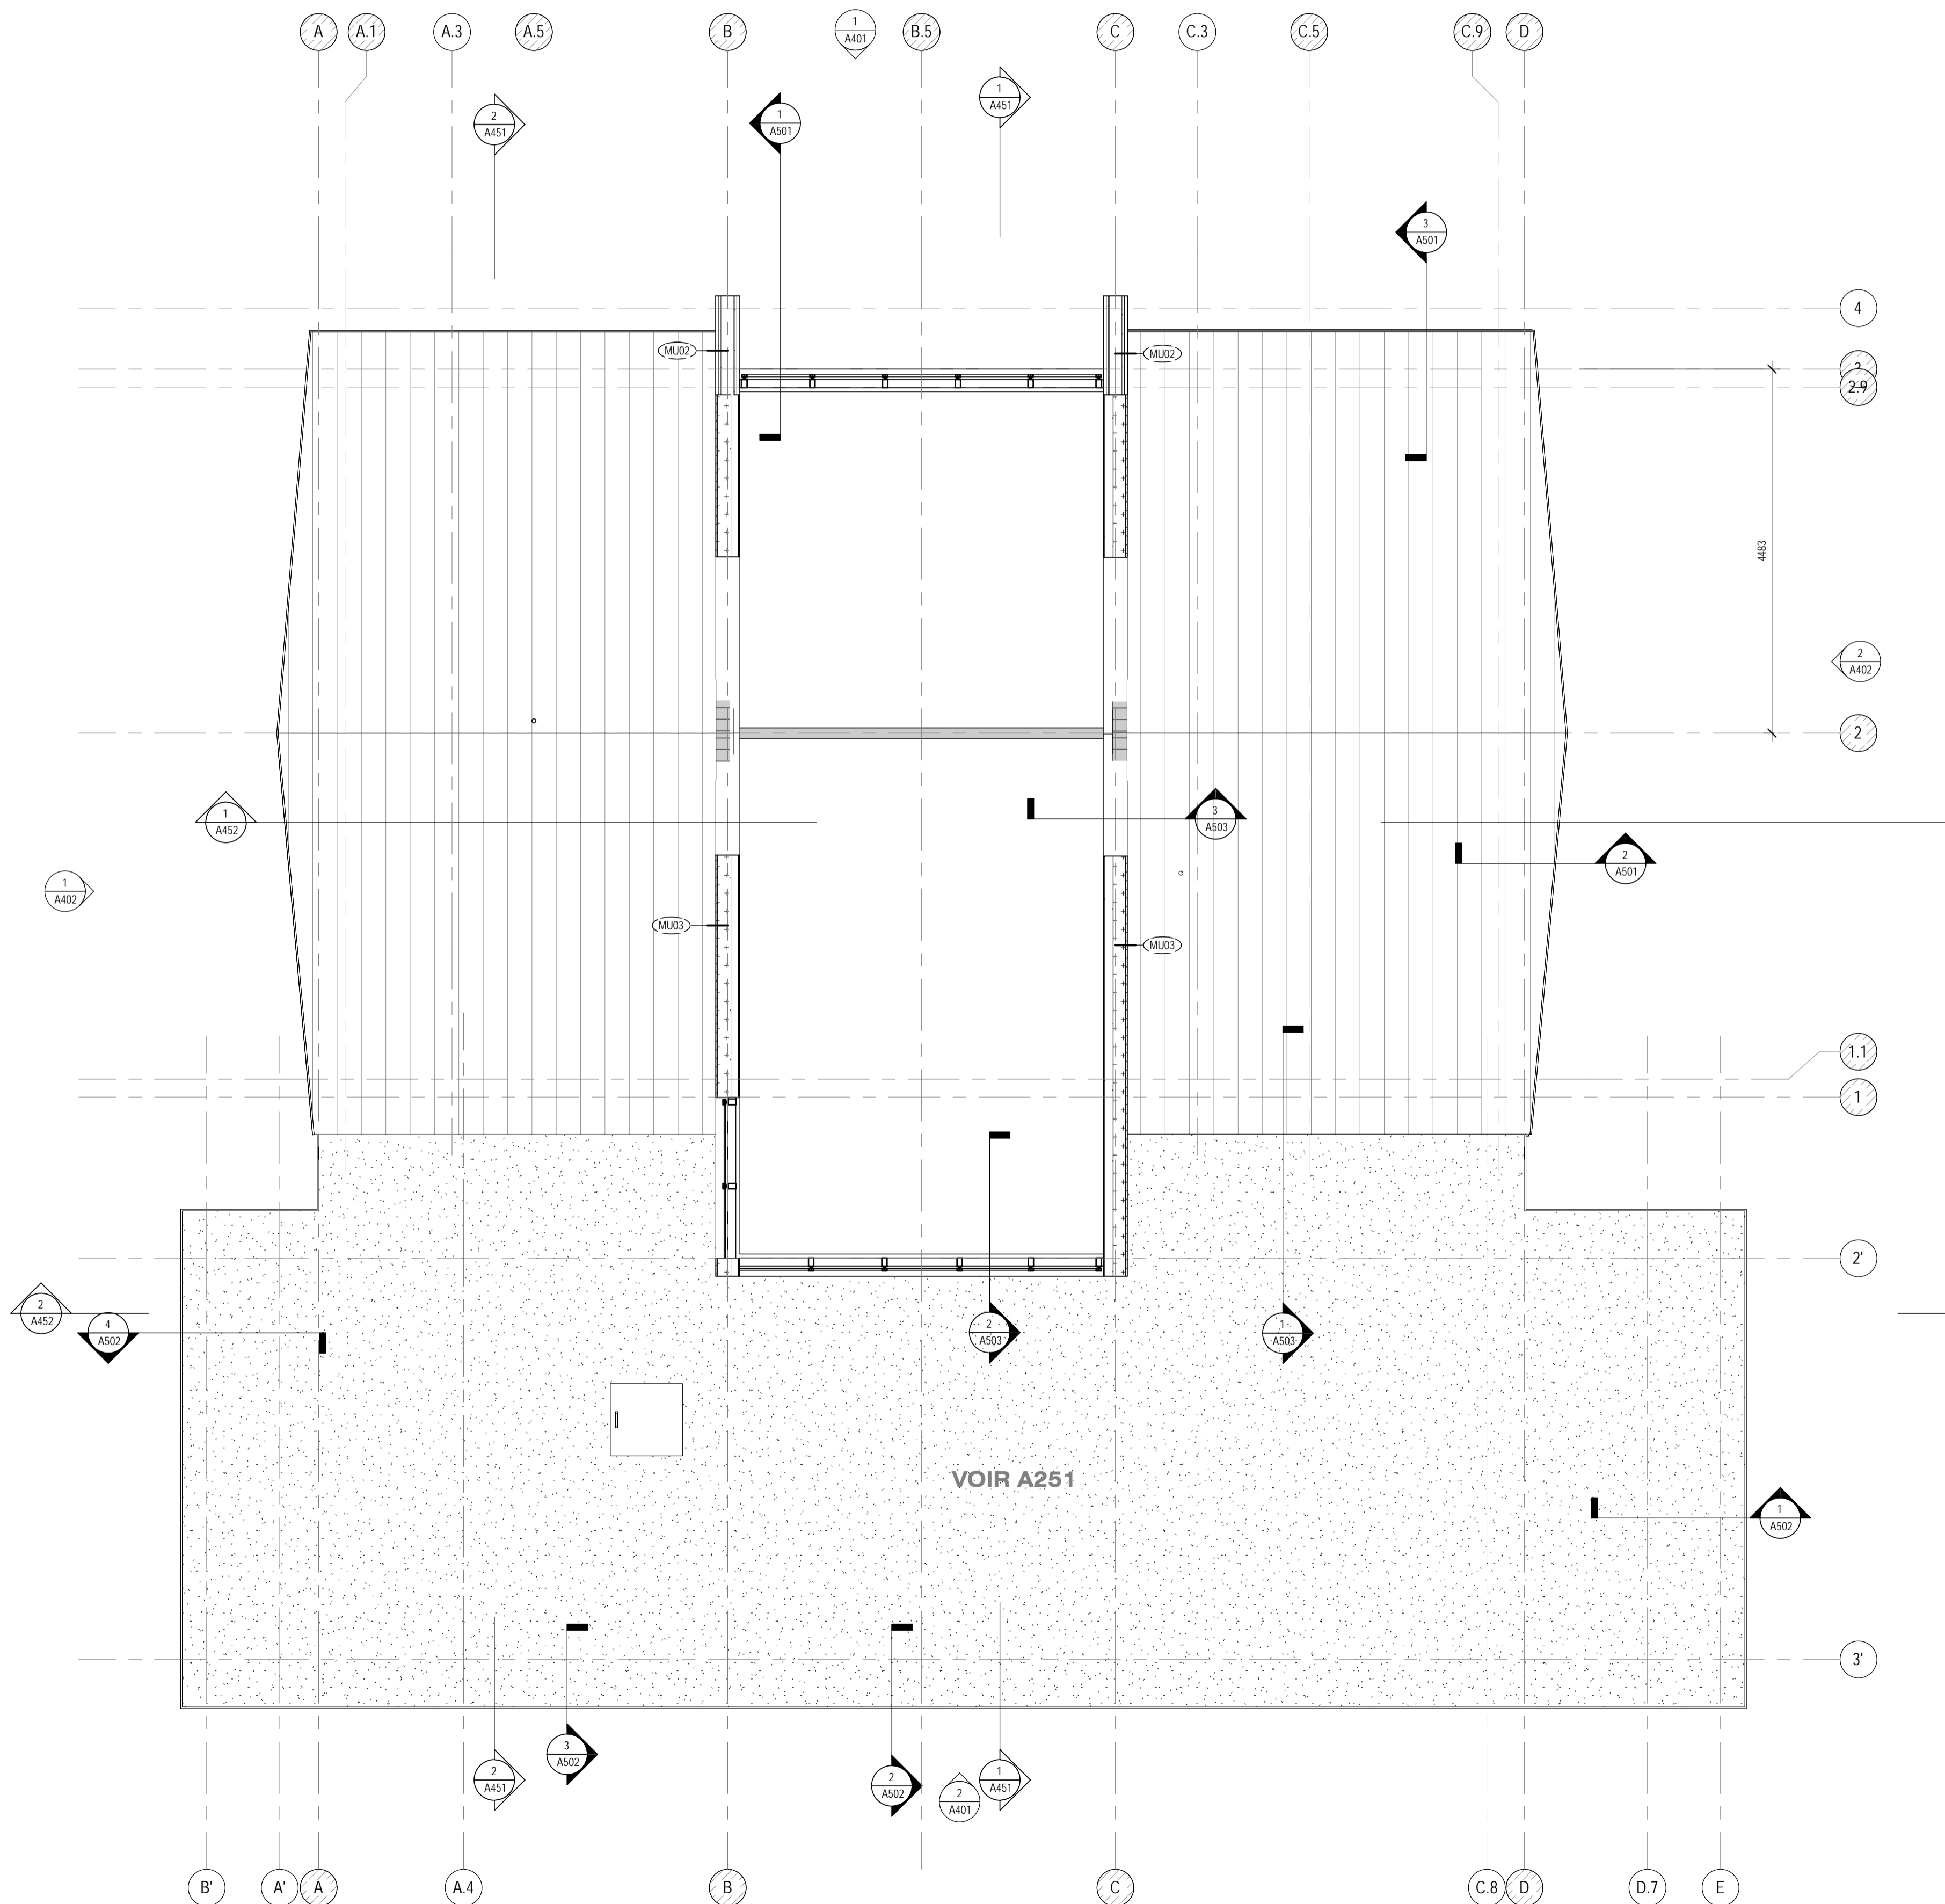 A A.1 A.3 A.5 B B.5 C C.3 C.5 C.9 D
1
A401
1
A451
2
A451
1
A501
3
A501
4
MU02 MU02
3
2.9
4483
2
A402
2
1
A452
3
A503
2
A501
1
A402
MU03
MU03
1.1
1
2'
2
A452
4
A502
2
A503
1
A503
VOIR A251
1
A502
3'
3
A502
2
A451
2
A502
2
A401
1
A451
B' A' A A.4 B C C.8 D D.7 E